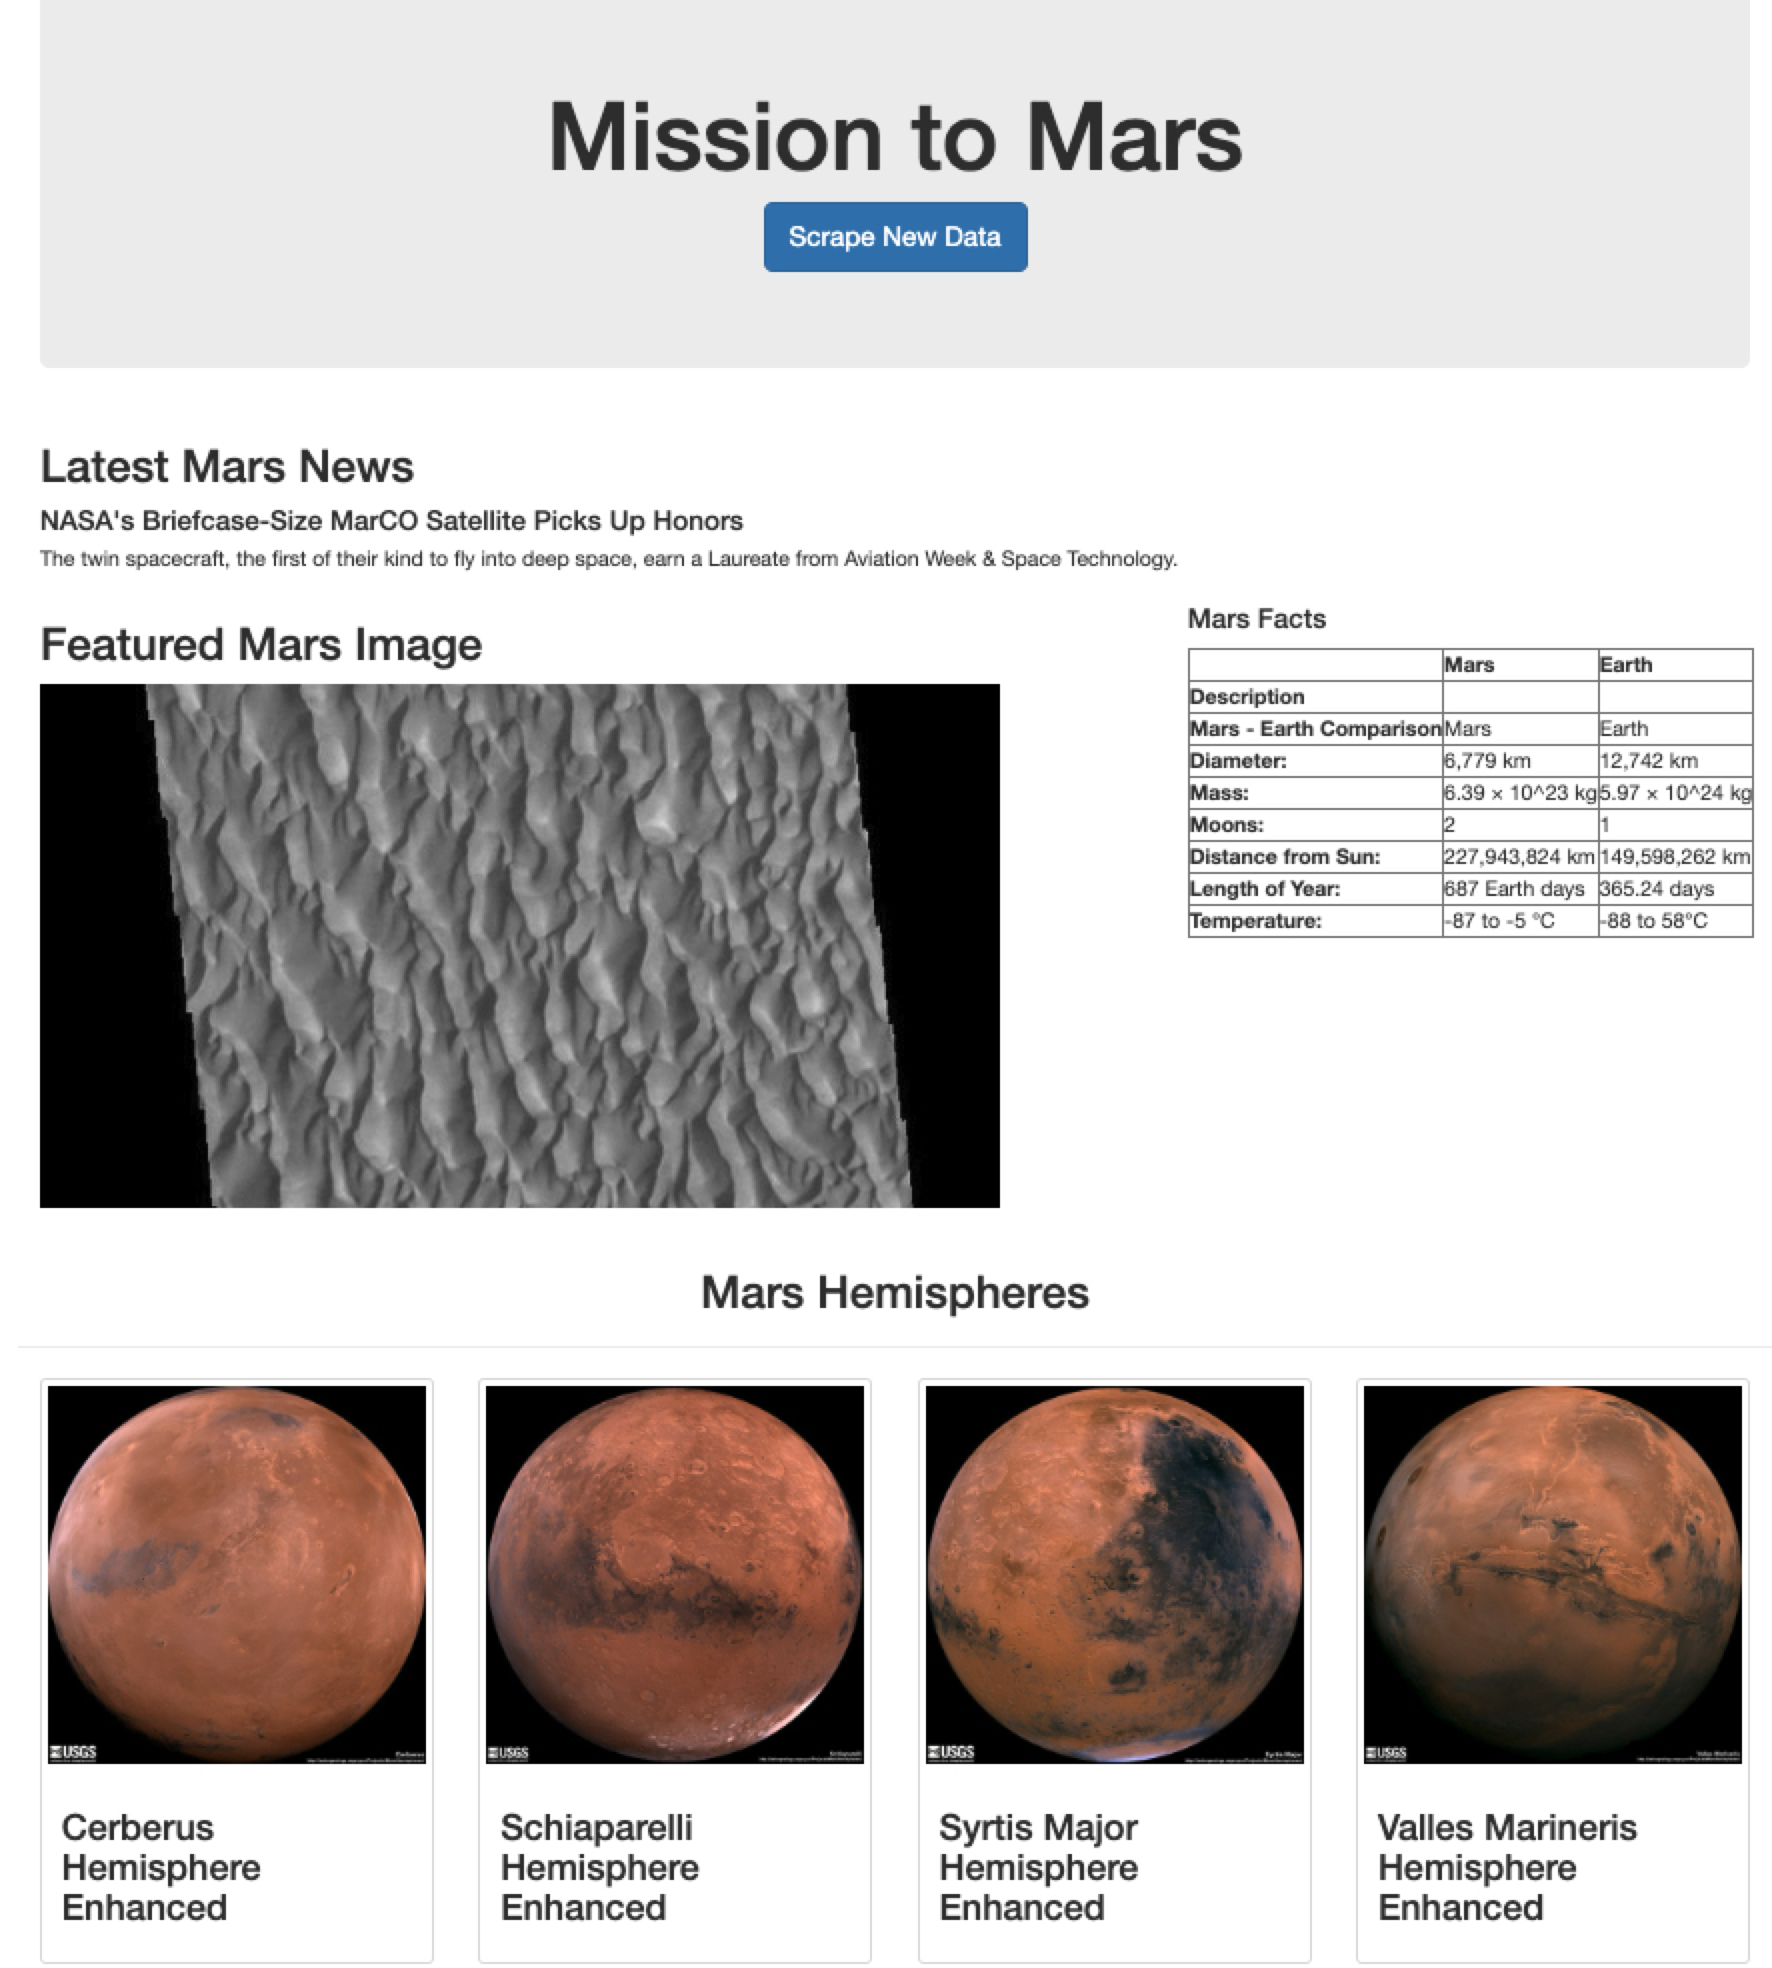 Mission to Mars
Scrape New Data
Latest Mars News
NASA's Briefcase-Size MarCO Satellite Picks Up Honors
The twin spacecraft, the first of their kind to fly into deep space, earn a Laureate from Aviation Week & Space Technology.
Featured Mars Image
Mars Facts
Mars Earth
Description
Mars - Earth Comparison Mars Earth
Diameter: 6,779 km 12,742 km
Mass: 6.39 × 10^23 kg 5.97 × 10^24 kg
Moons: 2 1
Distance from Sun: 227,943,824 km 149,598,262 km
Length of Year: 687 Earth days 365.24 days
Temperature: -87 to -5 °C -88 to 58°C
Mars Hemispheres
USGS
Cerberus
Cerberus
Hemisphere
Enhanced
USGS
Schiaparelli
Schiaparelli
Hemisphere
Enhanced
USGS
Syrtis Major
Syrtis Major
Hemisphere
Enhanced
USGS
Valles Marineris
Valles Marineris
Hemisphere
Enhanced